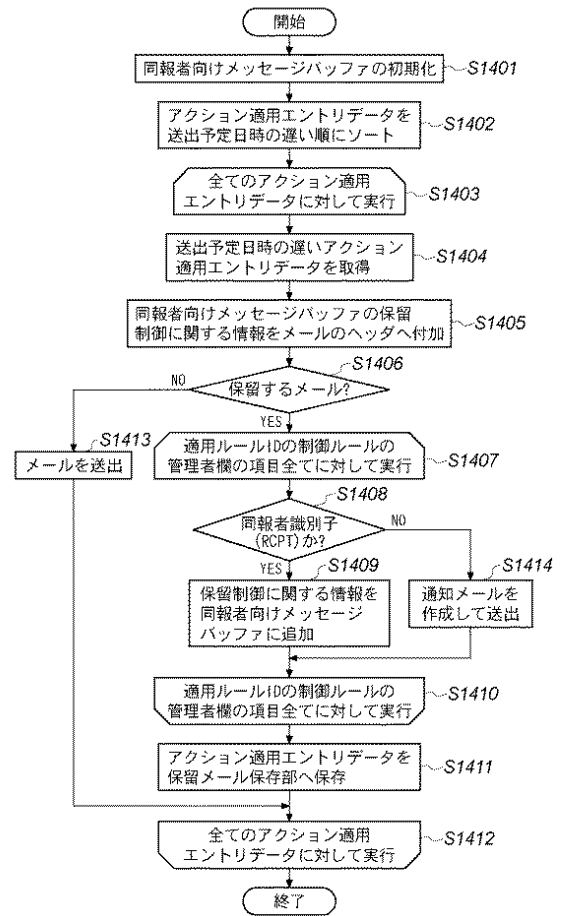 開始
同報者向けメッセージバッファの初期化
S1401
アクション適用エントリデータを
送出予定日時の遅い順にソート
S1402
全てのアクション適用
エントリデータに対して実行
S1403
送出予定日時の遅いアクション
適用エントリデータを取得
S1404
同報者向けメッセージバッファの保留
制御に関する情報をメールのヘッダへ付加
S1405
S1406
保留するメール?
NO
YES
S1413
メールを送出
適用ルールIDの制御ルールの
管理者欄の項目全てに対して実行
S1407
S1408
同報者識別子
(RCPT)か?
NO
YES
S1409
保留制御に関する情報を
同報者向けメッセージ
バッファに追加
S1414
通知メールを
作成して送出
適用ルールIDの制御ルールの
管理者欄の項目全てに対して実行
S1410
アクション適用エントリデータを
保留メール保存部へ保存
S1411
全てのアクション適用
エントリデータに対して実行
S1412
終了